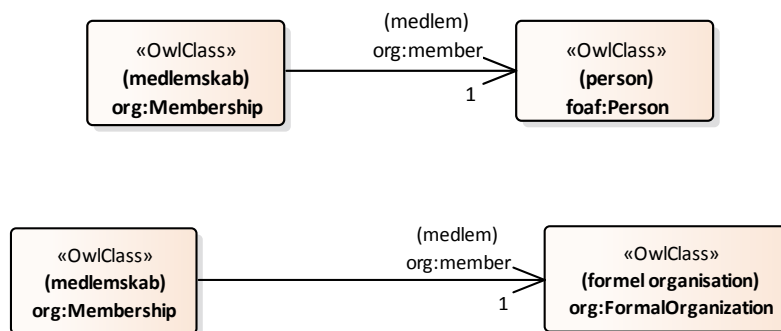 «OwlClass»
(medlemskab)
org:Membership
(medlem)
org:member
1
«OwlClass»
(person)
foaf:Person
«OwlClass»
(medlemskab)
org:Membership
(medlem)
org:member
1
«OwlClass»
(formel organisation)
org:FormalOrganization